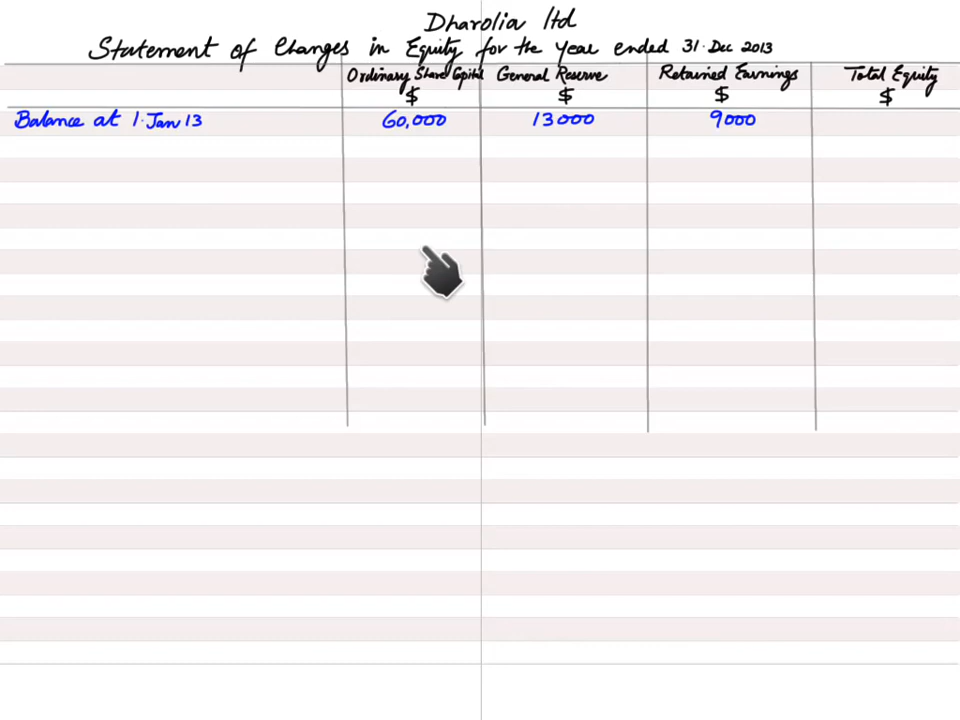 Dharolia ltd
Statement of Changes in Equity for the Year ended 31·Dec 2013
Ordinary Share Capital General Reserve Retained Earnings Total Equity
$ $ $ $
Balance at 1·Jan 13 60,000 13000 9000